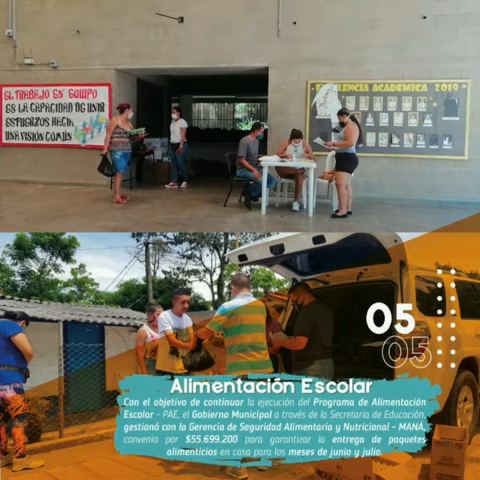 EL TRABAJO EN EQUIPO
ES LA CAPACIDAD DE UNIR
ESFUERZOS HACIA
UNA VISIÓN COMÚN
EXCELENCIA ACADEMICA 2019
05
05
Alimentación Escolar
Con el objetivo de continuar la ejecución del Programa de Alimentación
Escolar - PAE, el Gobierno Municipal a través de la Secretaría de Educación,
gestionó con la Gerencia de Seguridad Alimentaria y Nutricional - MANÁ,
convenio por $55.699.200 para garantizar la entrega de paquetes
alimenticios en casa para los meses de junio y julio.